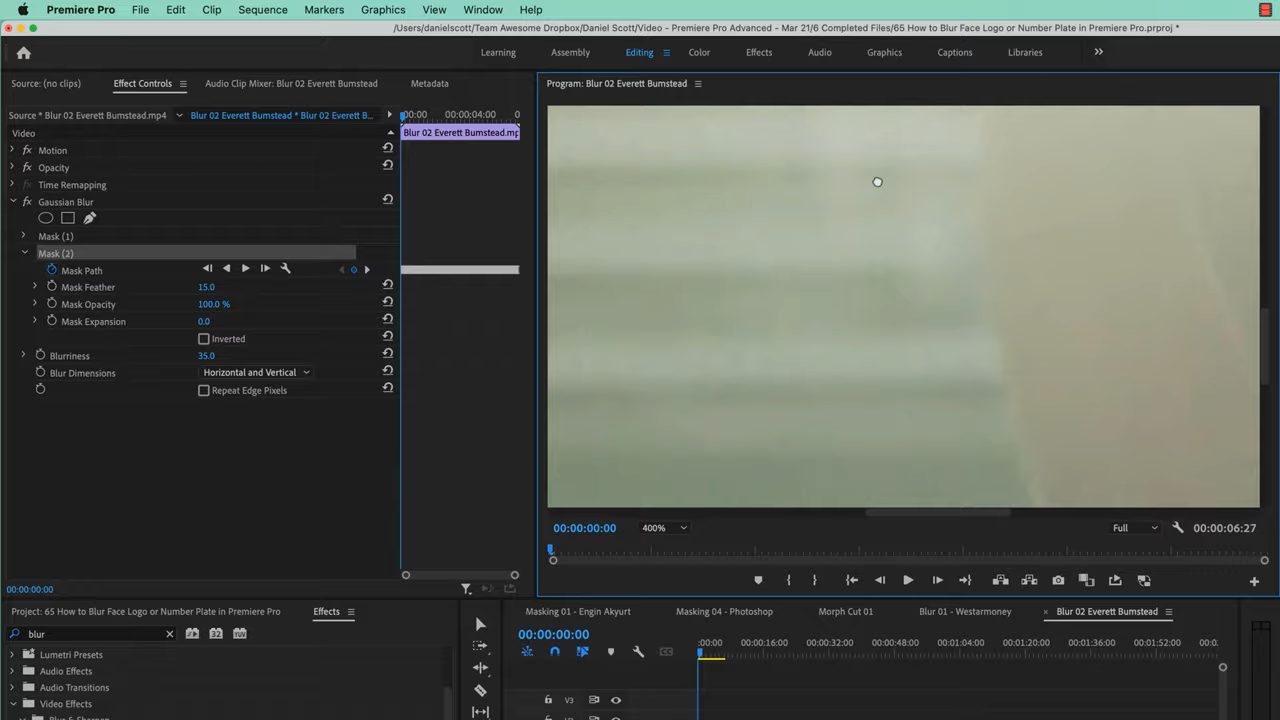 Premiere Pro File Edit Clip Sequence Markers Graphics View Window Help
/Users/danielscott/Team Awesome Dropbox/Daniel Scott/Video - Premiere Pro Advanced - Mar 21/6 Completed Files/65 How to Blur Face Logo or Number Plate in Premiere Pro.prproj *
Learning Assembly Editing Color Effects Audio Graphics Captions Libraries
Source: (no clips) Effect Controls Audio Clip Mixer: Blur 02 Everett Bumstead Metadata Program: Blur 02 Everett Bumstead
Source * Blur 02 Everett Bumstead.mp4 Blur 02 Everett Bumstead * Blur 02 Everett B... :00:00 00:00:04:00 0
Video Blur 02 Everett Bumstead.mp
fx Motion
fx Opacity
fx Time Remapping
fx Gaussian Blur
Mask (1)
Mask (2)
Mask Path
Mask Feather 15.0
Mask Opacity 100.0 %
Mask Expansion 0.0
Inverted
Blurriness 35.0
Blur Dimensions Horizontal and Vertical
Repeat Edge Pixels
00:00:00:00 400% Full 00:00:06:27
00:00:00:00
Project: 65 How to Blur Face Logo or Number Plate in Premiere Pro Effects Masking 01 - Engin Akyurt Masking 04 - Photoshop Morph Cut 01 Blur 01 - Westarmoney × Blur 02 Everett Bumstead
blur 32 YUV 00:00:00:00
:00:00 00:00:16:00 00:00:32:00 00:00:48:00 00:01:04:00 00:01:20:00 00:01:36:00 00:01:52:00 00:0
Lumetri Presets
Audio Effects
Audio Transitions
Video Effects
V3